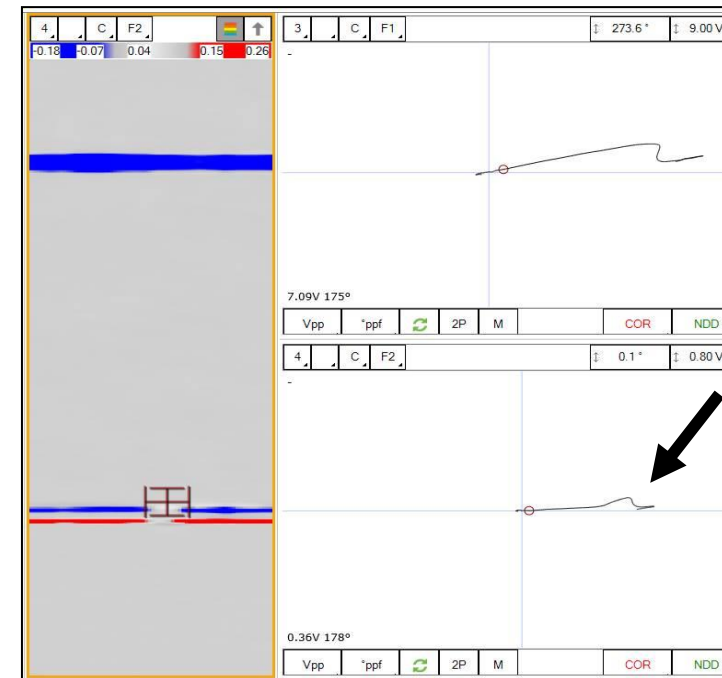 4 C F2
-0.18 -0.07 0.04 0.15 0.26
3 C F1 273.6° 9.00 V
-
7.09V 175°
Vpp °ppf 2P M COR NDD
4 C F2 0.1° 0.80 V
-
0.36V 178°
Vpp °ppf 2P M COR NDD